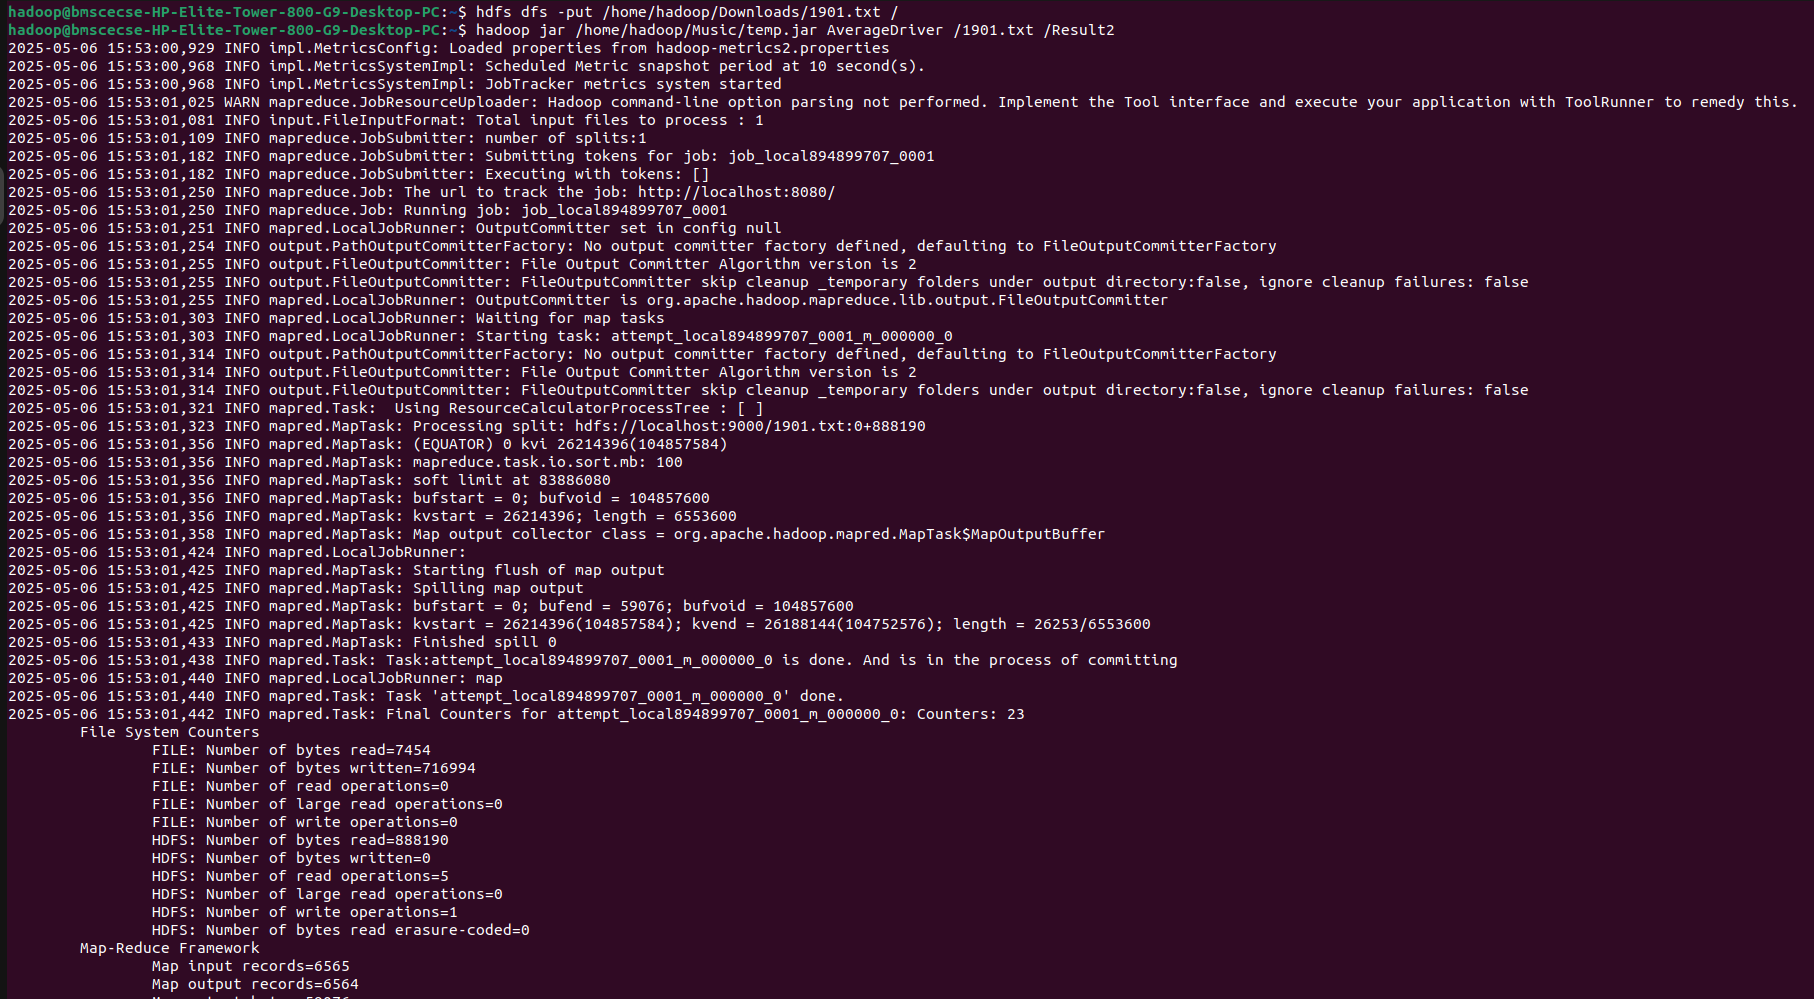 hadoop@bmscecse-HP-Elite-Tower-800-G9-Desktop-PC:~$ hdfs dfs -put /home/hadoop/Downloads/1901.txt /
hadoop@bmscecse-HP-Elite-Tower-800-G9-Desktop-PC:~$ hadoop jar /home/hadoop/Music/temp.jar AverageDriver /1901.txt /Result2
2025-05-06 15:53:00,929 INFO impl.MetricsConfig: Loaded properties from hadoop-metrics2.properties
2025-05-06 15:53:00,968 INFO impl.MetricsSystemImpl: Scheduled Metric snapshot period at 10 second(s).
2025-05-06 15:53:00,968 INFO impl.MetricsSystemImpl: JobTracker metrics system started
2025-05-06 15:53:01,025 WARN mapreduce.JobResourceUploader: Hadoop command-line option parsing not performed. Implement the Tool interface and execute your application with ToolRunner to remedy this.
2025-05-06 15:53:01,081 INFO input.FileInputFormat: Total input files to process : 1
2025-05-06 15:53:01,109 INFO mapreduce.JobSubmitter: number of splits:1
2025-05-06 15:53:01,182 INFO mapreduce.JobSubmitter: Submitting tokens for job: job_local894899707_0001
2025-05-06 15:53:01,182 INFO mapreduce.JobSubmitter: Executing with tokens: []
2025-05-06 15:53:01,250 INFO mapreduce.Job: The url to track the job: http://localhost:8080/
2025-05-06 15:53:01,250 INFO mapreduce.Job: Running job: job_local894899707_0001
2025-05-06 15:53:01,251 INFO mapred.LocalJobRunner: OutputCommitter set in config null
2025-05-06 15:53:01,254 INFO output.PathOutputCommitterFactory: No output committer factory defined, defaulting to FileOutputCommitterFactory
2025-05-06 15:53:01,255 INFO output.FileOutputCommitter: File Output Committer Algorithm version is 2
2025-05-06 15:53:01,255 INFO output.FileOutputCommitter: FileOutputCommitter skip cleanup _temporary folders under output directory:false, ignore cleanup failures: false
2025-05-06 15:53:01,255 INFO mapred.LocalJobRunner: OutputCommitter is org.apache.hadoop.mapreduce.lib.output.FileOutputCommitter
2025-05-06 15:53:01,303 INFO mapred.LocalJobRunner: Waiting for map tasks
2025-05-06 15:53:01,303 INFO mapred.LocalJobRunner: Starting task: attempt_local894899707_0001_m_000000_0
2025-05-06 15:53:01,314 INFO output.PathOutputCommitterFactory: No output committer factory defined, defaulting to FileOutputCommitterFactory
2025-05-06 15:53:01,314 INFO output.FileOutputCommitter: File Output Committer Algorithm version is 2
2025-05-06 15:53:01,314 INFO output.FileOutputCommitter: FileOutputCommitter skip cleanup _temporary folders under output directory:false, ignore cleanup failures: false
2025-05-06 15:53:01,321 INFO mapred.Task:  Using ResourceCalculatorProcessTree : [ ]
2025-05-06 15:53:01,323 INFO mapred.MapTask: Processing split: hdfs://localhost:9000/1901.txt:0+888190
2025-05-06 15:53:01,356 INFO mapred.MapTask: (EQUATOR) 0 kvi 26214396(104857584)
2025-05-06 15:53:01,356 INFO mapred.MapTask: mapreduce.task.io.sort.mb: 100
2025-05-06 15:53:01,356 INFO mapred.MapTask: soft limit at 83886080
2025-05-06 15:53:01,356 INFO mapred.MapTask: bufstart = 0; bufvoid = 104857600
2025-05-06 15:53:01,356 INFO mapred.MapTask: kvstart = 26214396; length = 6553600
2025-05-06 15:53:01,358 INFO mapred.MapTask: Map output collector class = org.apache.hadoop.mapred.MapTask$MapOutputBuffer
2025-05-06 15:53:01,424 INFO mapred.LocalJobRunner:
2025-05-06 15:53:01,425 INFO mapred.MapTask: Starting flush of map output
2025-05-06 15:53:01,425 INFO mapred.MapTask: Spilling map output
2025-05-06 15:53:01,425 INFO mapred.MapTask: bufstart = 0; bufend = 59076; bufvoid = 104857600
2025-05-06 15:53:01,425 INFO mapred.MapTask: kvstart = 26214396(104857584); kvend = 26188144(104752576); length = 26253/6553600
2025-05-06 15:53:01,433 INFO mapred.MapTask: Finished spill 0
2025-05-06 15:53:01,438 INFO mapred.Task: Task:attempt_local894899707_0001_m_000000_0 is done. And is in the process of committing
2025-05-06 15:53:01,440 INFO mapred.LocalJobRunner: map
2025-05-06 15:53:01,440 INFO mapred.Task: Task 'attempt_local894899707_0001_m_000000_0' done.
2025-05-06 15:53:01,442 INFO mapred.Task: Final Counters for attempt_local894899707_0001_m_000000_0: Counters: 23
File System Counters
FILE: Number of bytes read=7454
FILE: Number of bytes written=716994
FILE: Number of read operations=0
FILE: Number of large read operations=0
FILE: Number of write operations=0
HDFS: Number of bytes read=888190
HDFS: Number of bytes written=0
HDFS: Number of read operations=5
HDFS: Number of large read operations=0
HDFS: Number of write operations=1
HDFS: Number of bytes read erasure-coded=0
Map-Reduce Framework
Map input records=6565
Map output records=6564